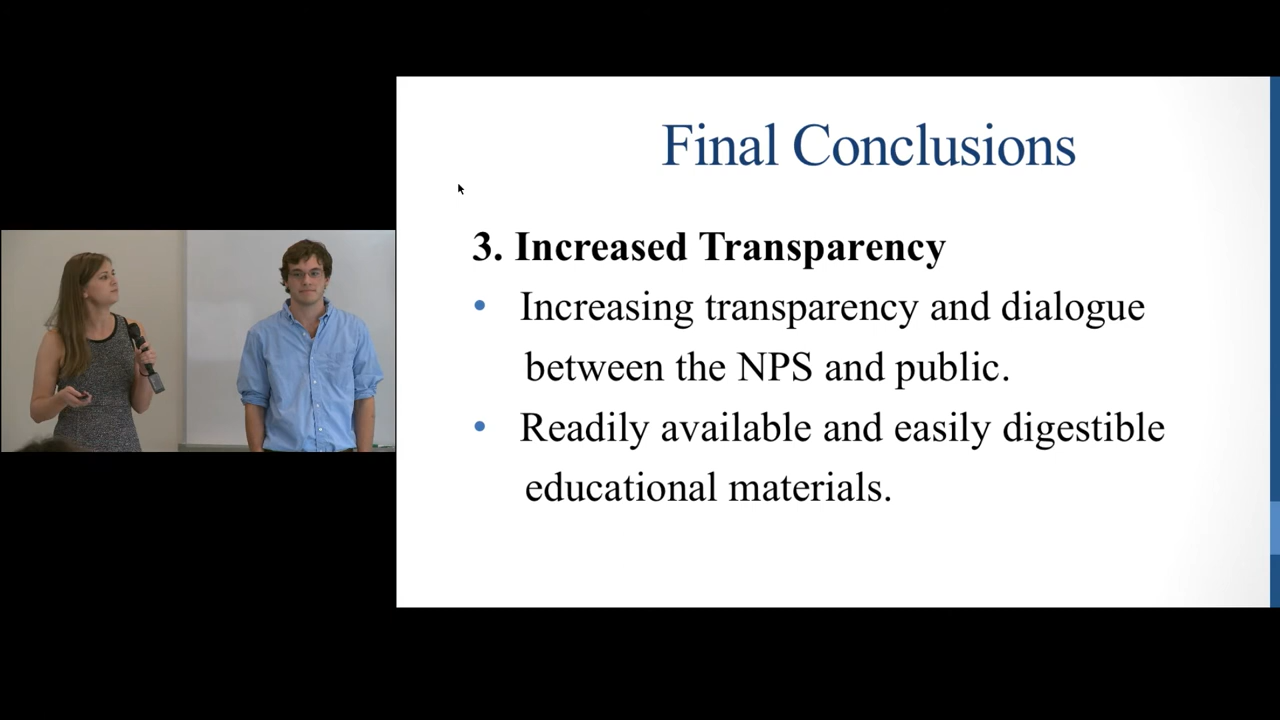 Final Conclusions
3. Increased Transparency
• Increasing transparency and dialogue
between the NPS and public.
• Readily available and easily digestible
educational materials.